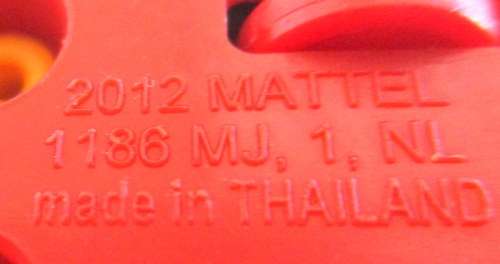 2012 MATTEL
1186 MJ, 1, NL
made in THAILAND